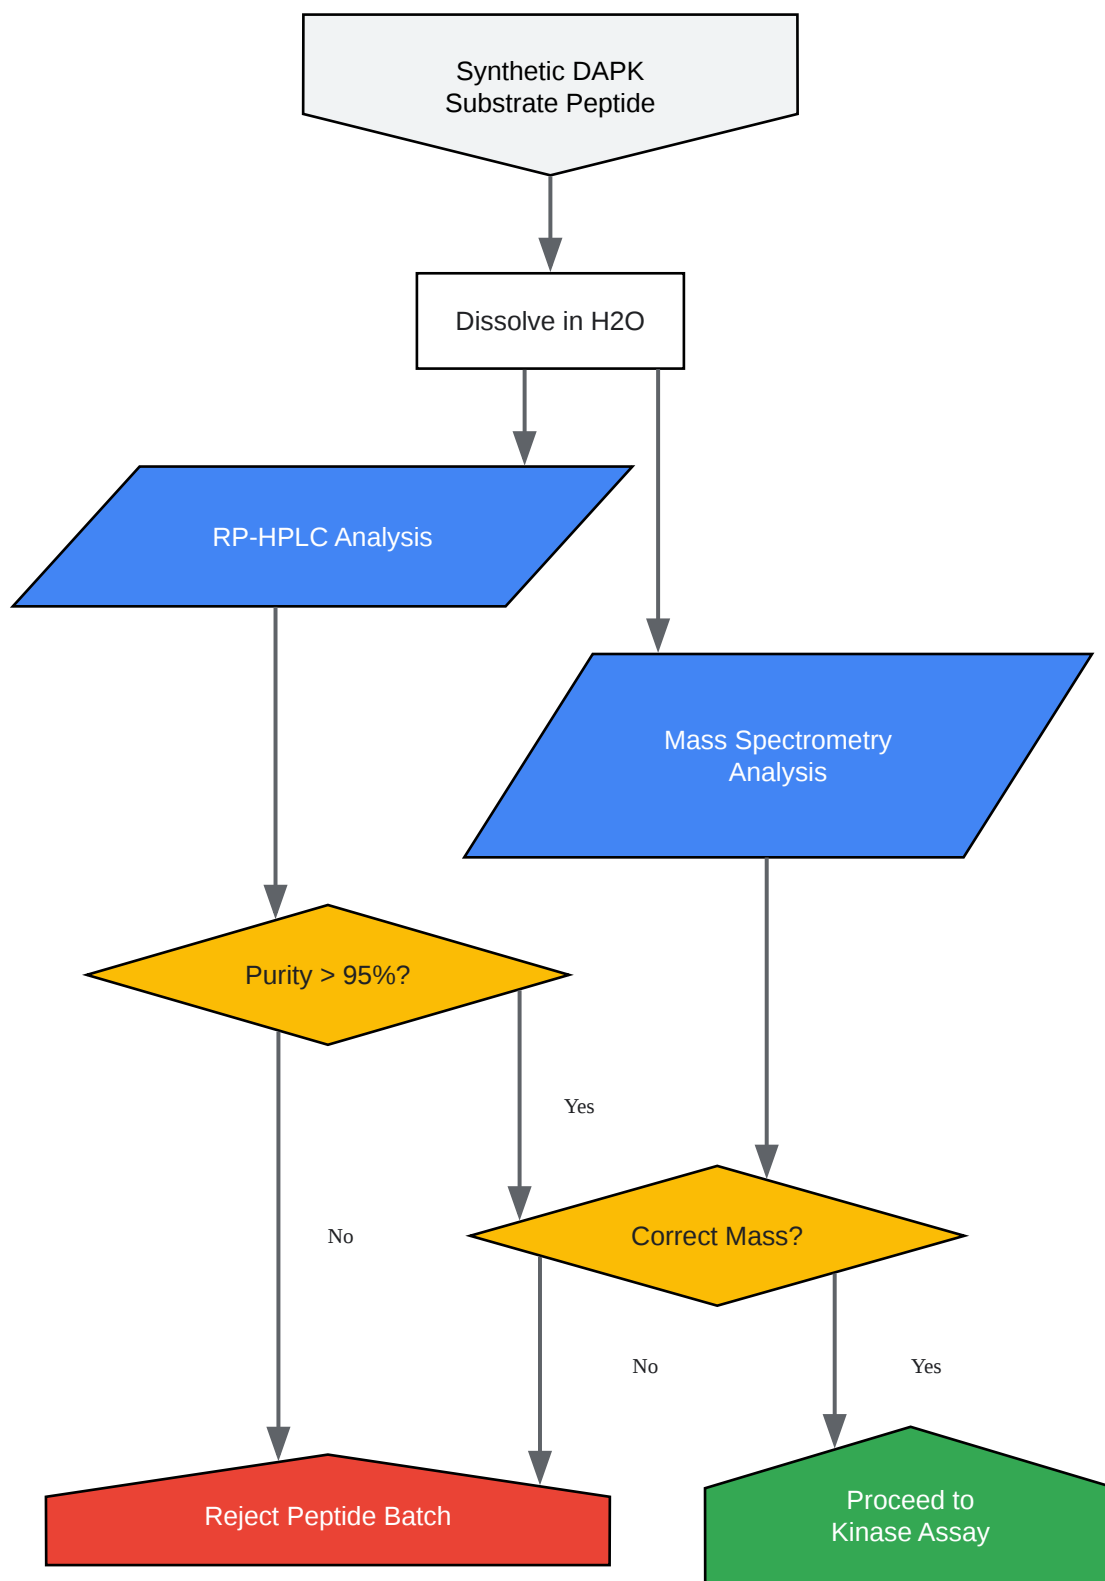 Synthetic DAPK
Substrate Peptide
Dissolve in H2O
RP-HPLC Analysis
Mass Spectrometry
Analysis
Purity > 95%?
Yes
No
Correct Mass?
No
Yes
Reject Peptide Batch
Proceed to
Kinase Assay